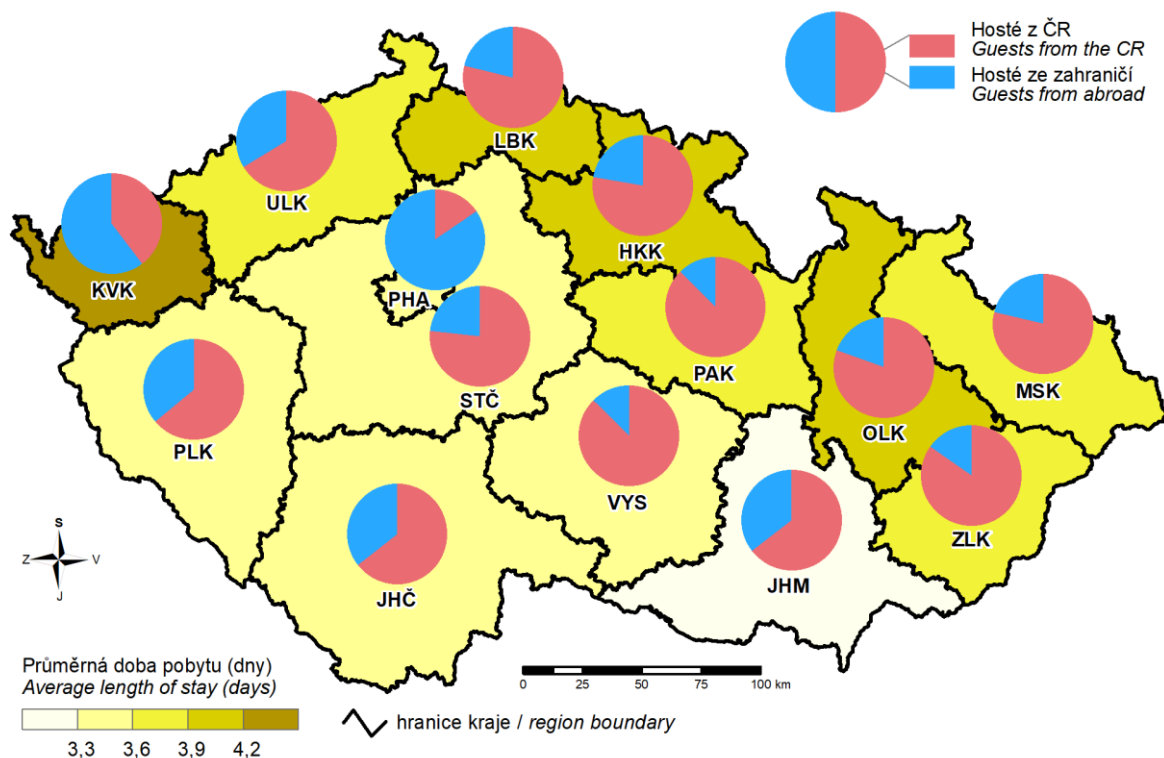 Hosté z ČR
Guests from the CR
Hosté ze zahraničí
Guests from abroad
LBK
ULK
HKK
KVK
PHA
PAK
MSK
STČ
OLK
PLK
VYS
ZLK
JHČ
JHM
S
Z
V
J
Průměrná doba pobytu (dny)
Average length of stay (days)
3,3 3,6 3,9 4,2
hranice kraje / region boundary
0 25 50 75 100 km